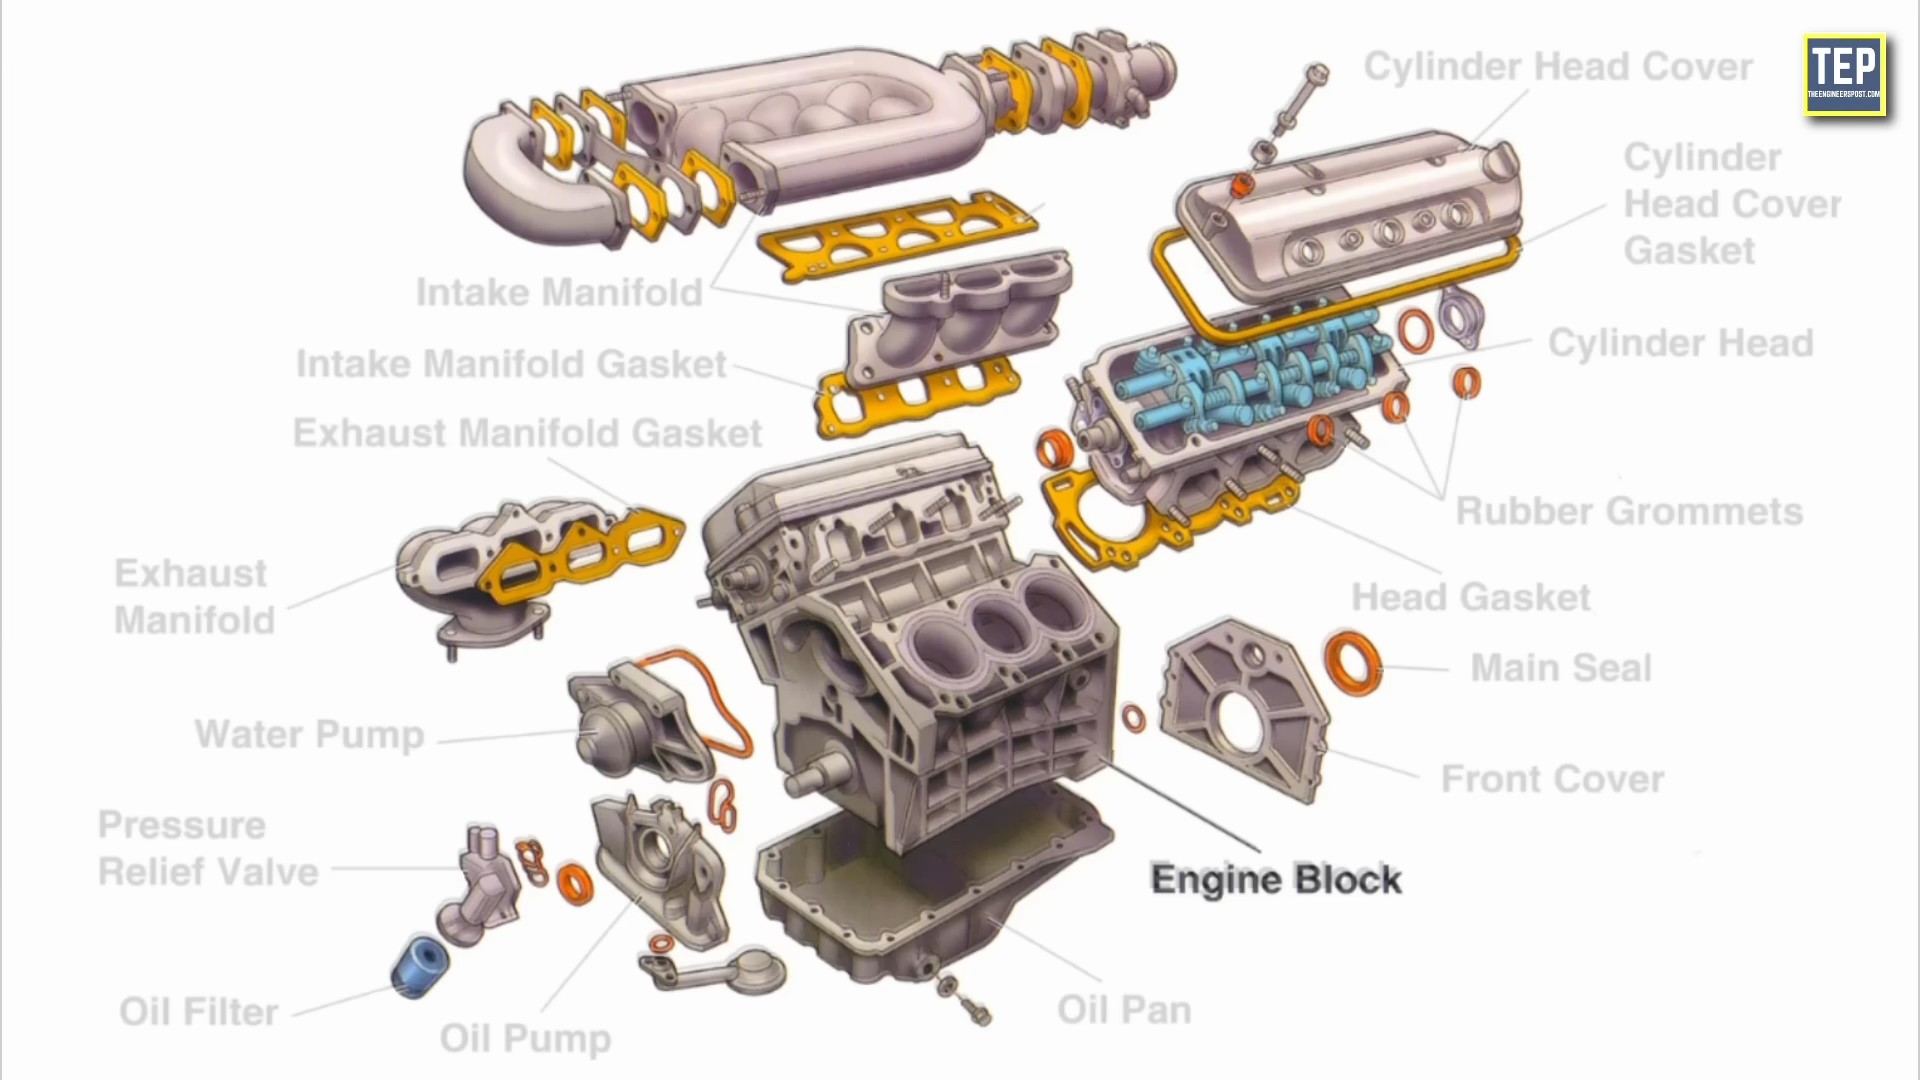 TEP
THEENGINEERSPOST.COM
Cylinder Head Cover
Cylinder
Head Cover
Gasket
Intake Manifold
Cylinder Head
Intake Manifold Gasket
Exhaust Manifold Gasket
Rubber Grommets
Exhaust
Manifold
Head Gasket
Main Seal
Water Pump
Front Cover
Pressure
Relief Valve
Engine Block
Oil Filter
Oil Pump
Oil Pan